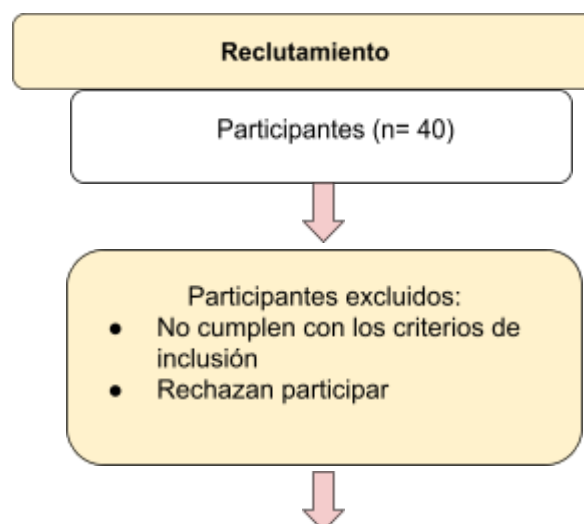 Reclutamiento
Participantes (n= 40)
Participantes excluidos:
● No cumplen con los criterios de
inclusión
● Rechazan participar